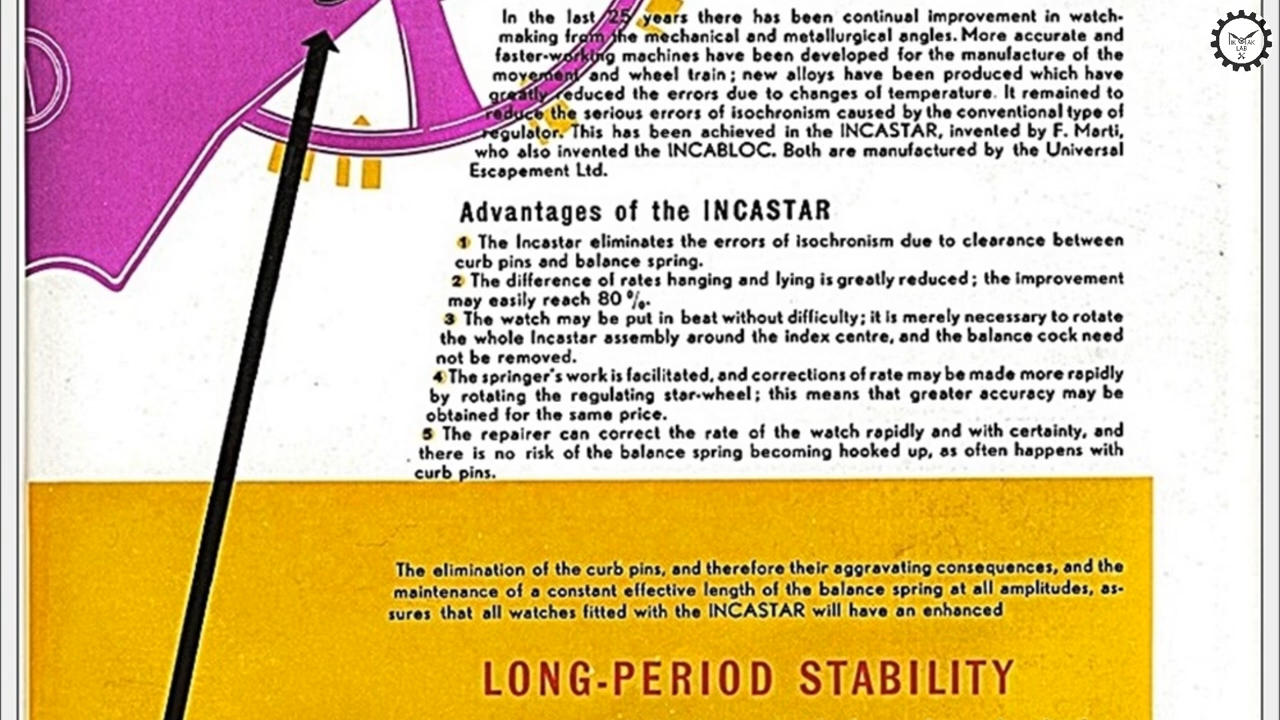 In the last 25 years there has been continual improvement in watch-
making from the mechanical and metallurgical angles. More accurate and
faster-working machines have been developed for the manufacture of the
movement and wheel train; new alloys have been produced which have
greatly reduced the errors due to changes of temperature. It remained to
reduce the serious errors of isochronism caused by the conventional type of
regulator. This has been achieved in the INCASTAR, invented by F. Marti,
who also invented the INCABLOC. Both are manufactured by the Universal
Escapement Ltd.
Advantages of the INCASTAR
1 The Incastar eliminates the errors of isochronism due to clearance between
curb pins and balance spring.
2 The difference of rates hanging and lying is greatly reduced; the improvement
may easily reach 80 %.
3 The watch may be put in beat without difficulty; it is merely necessary to rotate
the whole Incastar assembly around the index centre, and the balance cock need
not be removed.
4 The springer's work is facilitated, and corrections of rate may be made more rapidly
by rotating the regulating star-wheel; this means that greater accuracy may be
obtained for the same price.
5 The repairer can correct the rate of the watch rapidly and with certainty, and
there is no risk of the balance spring becoming hooked up, as often happens with
curb pins.
The elimination of the curb pins, and therefore their aggravating consequences, and the
maintenance of a constant effective length of the balance spring at all amplitudes, as-
sures that all watches fitted with the INCASTAR will have an enhanced
LONG-PERIOD STABILITY